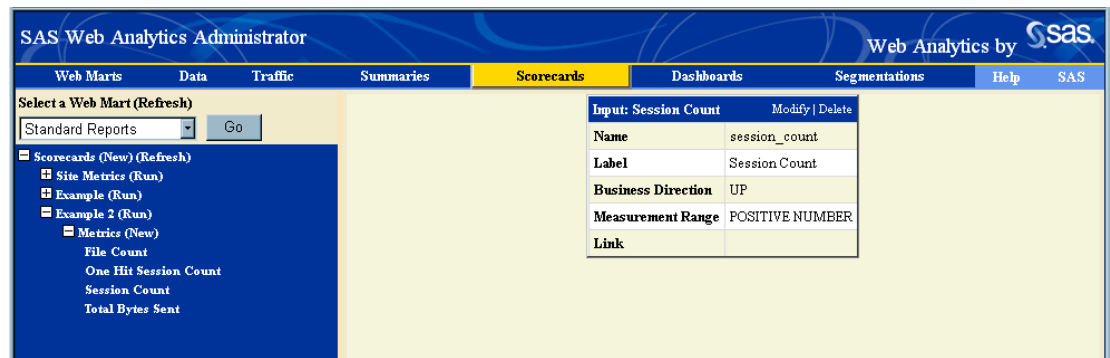 SAS Web Analytics Administrator
Web Analytics by sas.
Web Marts Data Traffic Summaries Scorecards Dashboards Segmentations Help SAS
Select a Web Mart (Refresh)
Standard Reports Go
Scorecards (New) (Refresh)
Site Metrics (Run)
Example (Run)
Example 2 (Run)
Metrics (New)
File Count
One Hit Session Count
Session Count
Total Bytes Sent
Input: Session Count Modify | Delete
Name session_count
Label Session Count
Business Direction UP
Measurement Range POSITIVE NUMBER
Link